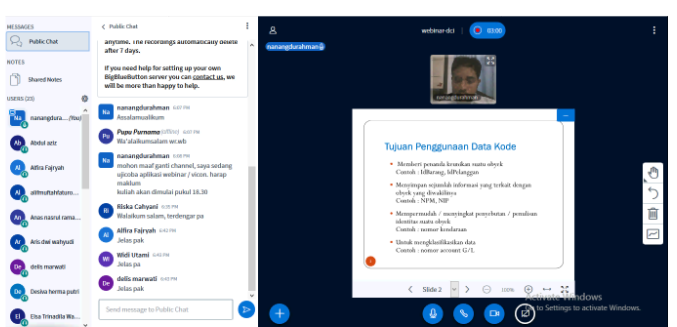 MESSAGES
Public Chat
NOTES
Shared Notes
USERS (23)
nanangdura... (You)
Abdul aziz
Alfira Fajryah
alifmuftahfaturo...
Anas nasrul rama...
Aris dwi wahyudi
delis marwati
Desiva herma putri
Elsa Trinadila Wa...
Public Chat
anytime. The recordings automatically delete
after 7 days.
If you need help for setting up your own
BigBlueButton server you can contact us, we
will be more than happy to help.
nanangdurahman 6:07 PM
Assalamualikum
Pupu Purnama (offline) 6:07 PM
Wa'alaikumsalam wr.wb
nanangdurahman 6:08 PM
mohon maaf ganti channel, saya sedang
ujicoba aplikasi webinar / vicon. harap
maklum
kuliah akan dimulai pukul 18.30
Riska Cahyani 6:35 PM
Walaikum salam, terdengar pa
Alfira Fajryah 6:43 PM
Jelas pak
Widi Utami 6:43 PM
Jelas pa
delis marwati 6:43 PM
Jelas pak
Send message to Public Chat
webinar-dci
03:00
nanangdurahman
nanangdurahman
Tujuan Penggunaan Data Kode
Memberi penanda keunikan suatu obyek
Contoh : IdBarang, IdPelanggan
Menyimpan sejumlah informasi yang terkait dengan
obyek yang diwakilinya
Contoh : NPM, NIP
Mempermudah / menyingkat penyebutan / penulisan
identitas suatu obyek
Contoh : nomor kendaraan
Untuk mengklasifikasikan data
Contoh : nomor account G/L
Slide 2
100%
Activate Windows
to Settings to activate Windows.